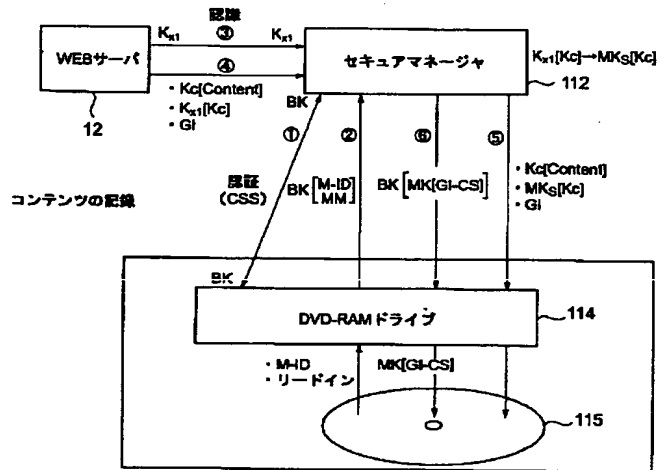 認識
Kx1 ③ Kx1
WEBサーバ
④
セキュアマネージャ
Kx1[Kc]→MKS[Kc]
112
12
・Kc[Content]
・Kx1[Kc]
・GI
BK
①
②
⑥
⑤
コンテンツの記録
認証
(CSS)
BK[M-ID
MM]
BK[MK[GI-CS]]
・Kc[Content]
・MKS[Kc]
・GI
BK
DVD-RAMドライブ
114
・M-ID
・リードイン
MK[GI-CS]
115